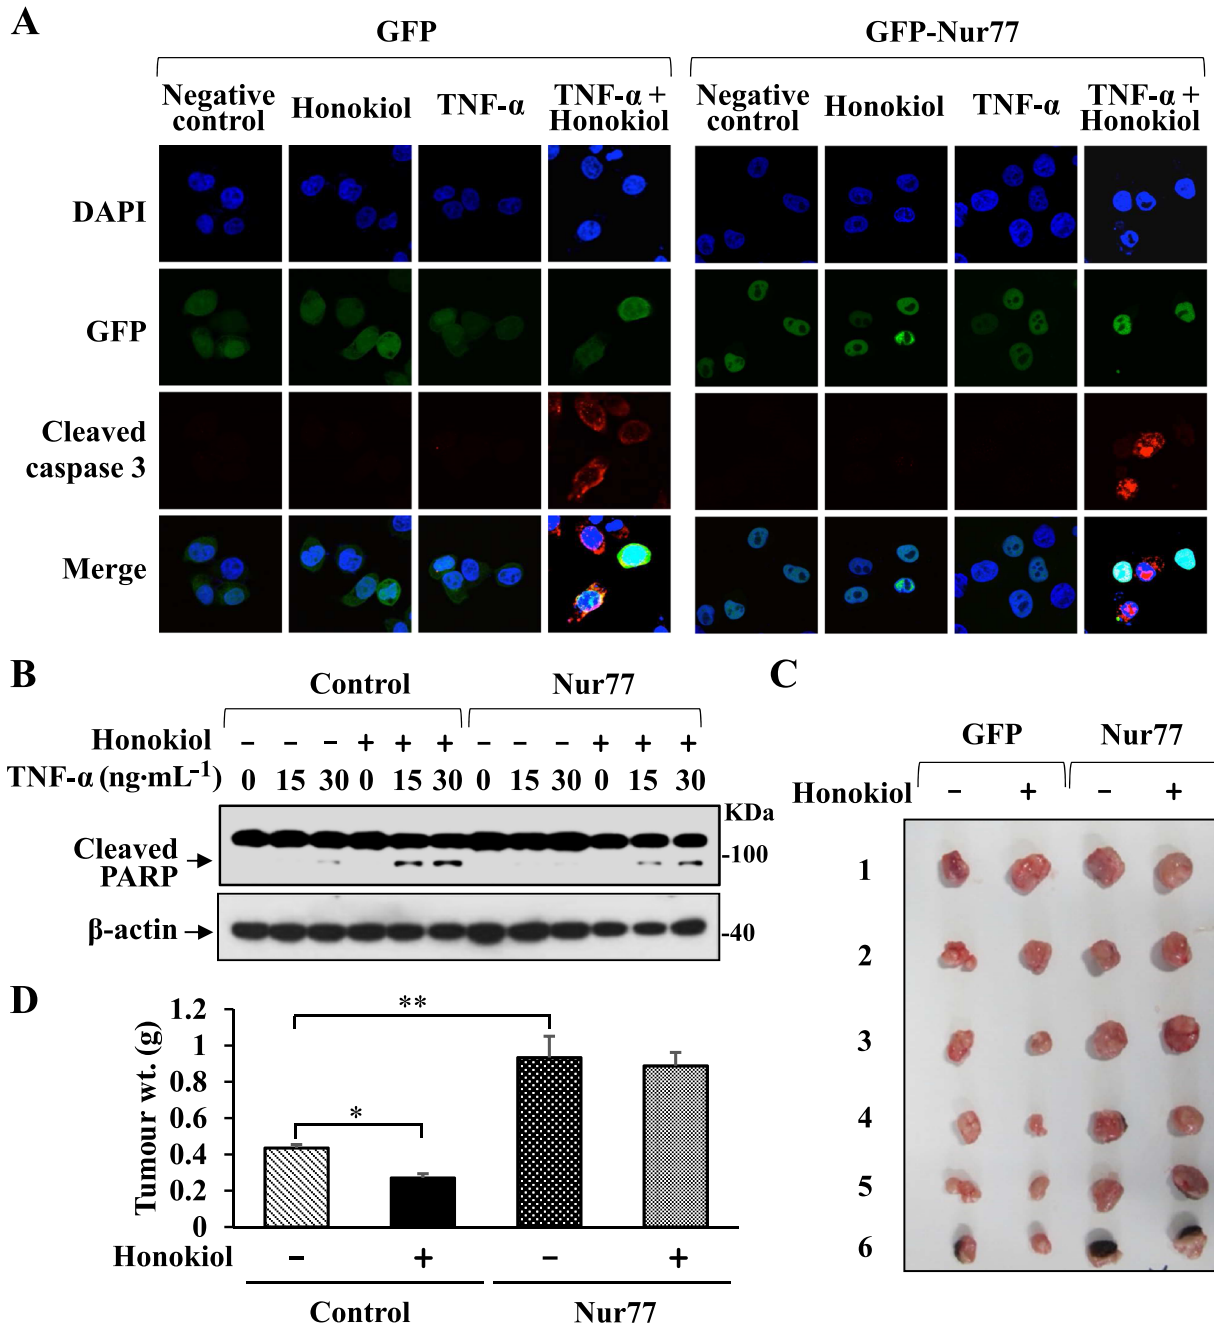 A
GFP
GFP-Nur77
Negative control
Honokiol
TNF-α
TNF-α + Honokiol
Negative control
Honokiol
TNF-α
TNF-α + Honokiol
DAPI
GFP
Cleaved caspase 3
Merge
B
Control
Nur77
Honokiol − − − + + + − − − + + +
TNF-α (ng·mL⁻¹) 0 15 30 0 15 30 0 15 30 0 15 30
KDa
Cleaved PARP
-100
β-actin
-40
C
GFP
Nur77
Honokiol − + − +
1
2
3
4
5
6
D
Tumour wt. (g)
1.2
1
0.8
0.6
0.4
0.2
0
**
*
Honokiol − + − +
Control
Nur77